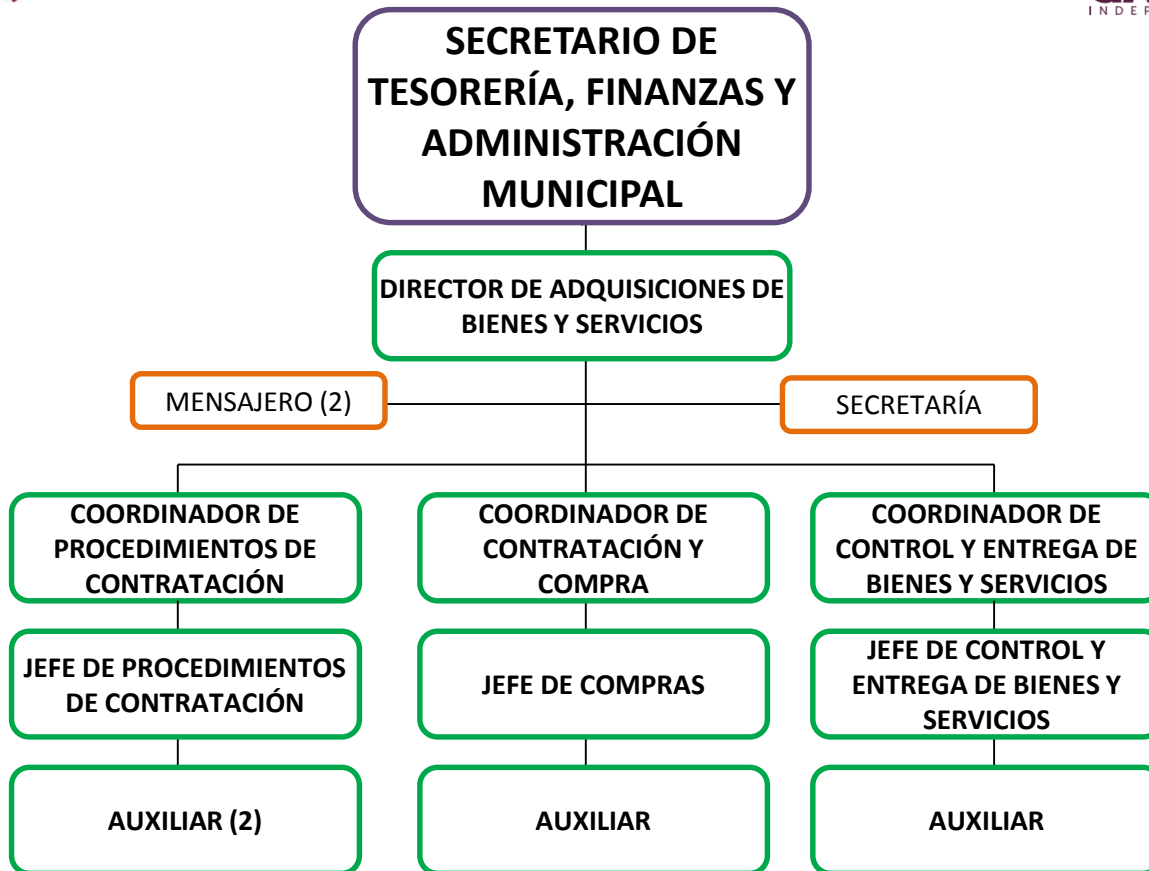 INDEP
SECRETARIO DE
TESORERÍA, FINANZAS Y
ADMINISTRACIÓN
MUNICIPAL
DIRECTOR DE ADQUISICIONES DE
BIENES Y SERVICIOS
MENSAJERO (2)
SECRETARÍA
COORDINADOR DE
PROCEDIMIENTOS DE
CONTRATACIÓN
COORDINADOR DE
CONTRATACIÓN Y
COMPRA
COORDINADOR DE
CONTROL Y ENTREGA DE
BIENES Y SERVICIOS
JEFE DE PROCEDIMIENTOS
DE CONTRATACIÓN
JEFE DE COMPRAS
JEFE DE CONTROL Y
ENTREGA DE BIENES Y
SERVICIOS
AUXILIAR (2)
AUXILIAR
AUXILIAR